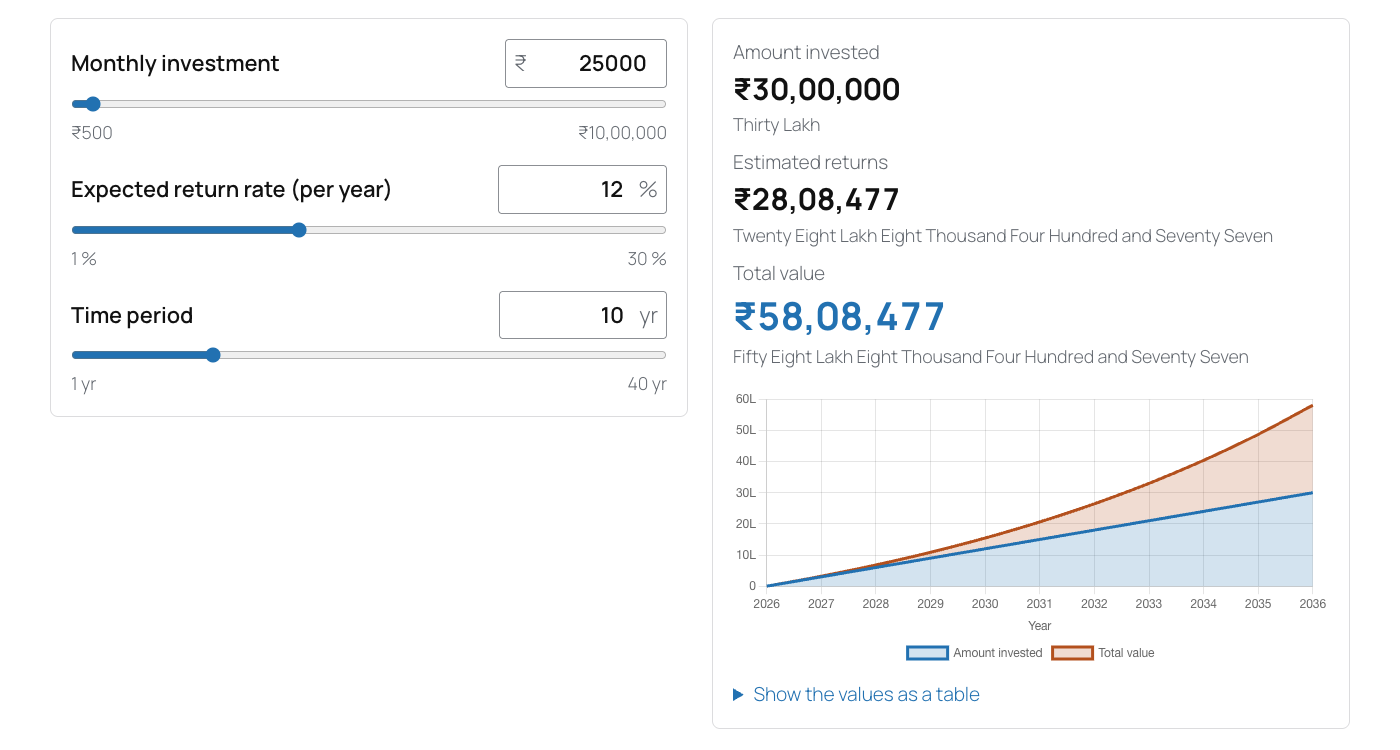 Monthly investment
₹ 25000
₹500 ₹10,00,000
Expected return rate (per year)
12 %
1 % 30 %
Time period
10 yr
1 yr 40 yr
Amount invested
₹30,00,000
Thirty Lakh
Estimated returns
₹28,08,477
Twenty Eight Lakh Eight Thousand Four Hundred and Seventy Seven
Total value
₹58,08,477
Fifty Eight Lakh Eight Thousand Four Hundred and Seventy Seven
60L
50L
40L
30L
20L
10L
0
2026 2027 2028 2029 2030 2031 2032 2033 2034 2035 2036
Year
Amount invested Total value
Show the values as a table